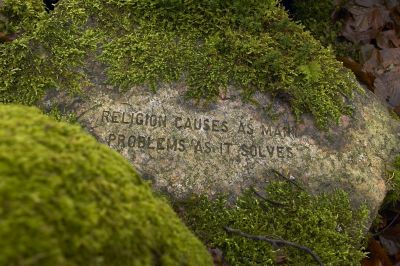 RELIGION CAUSES AS MANY
PROBLEMS AS IT SOLVES